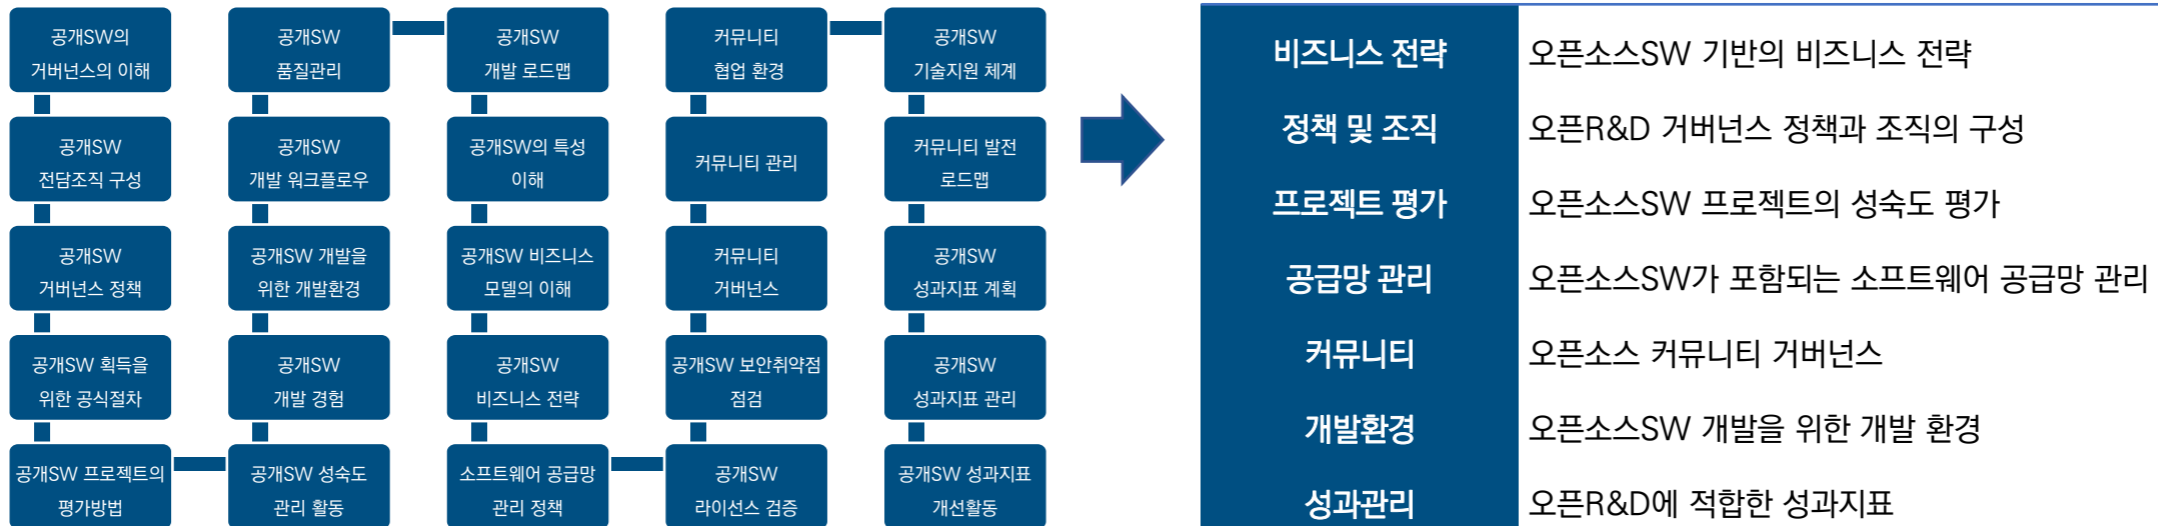 공개SW의
거버넌스의 이해
공개SW
전담조직 구성
공개SW
거버넌스 정책
공개SW 획득을
위한 공식절차
공개SW 프로젝트의
평가방법
공개SW 성숙도
관리 활동
공개SW
개발 경험
공개SW 개발을
위한 개발환경
공개SW
개발 워크플로우
공개SW
품질관리
공개SW
개발 로드맵
공개SW의 특성
이해
공개SW 비즈니스
모델의 이해
공개SW
비즈니스 전략
소프트웨어 공급망
관리 정책
공개SW
라이선스 검증
공개SW 보안취약점
점검
커뮤니티
거버넌스
커뮤니티 관리
커뮤니티
협업 환경
공개SW
기술지원 체계
커뮤니티 발전
로드맵
공개SW
성과지표 계획
공개SW
성과지표 관리
공개SW 성과지표
개선활동
비즈니스 전략 오픈소스SW 기반의 비즈니스 전략
정책 및 조직 오픈R&D 거버넌스 정책과 조직의 구성
프로젝트 평가 오픈소스SW 프로젝트의 성숙도 평가
공급망 관리 오픈소스SW가 포함되는 소프트웨어 공급망 관리
커뮤니티 오픈소스 커뮤니티 거버넌스
개발환경 오픈소스SW 개발을 위한 개발 환경
성과관리 오픈R&D에 적합한 성과지표